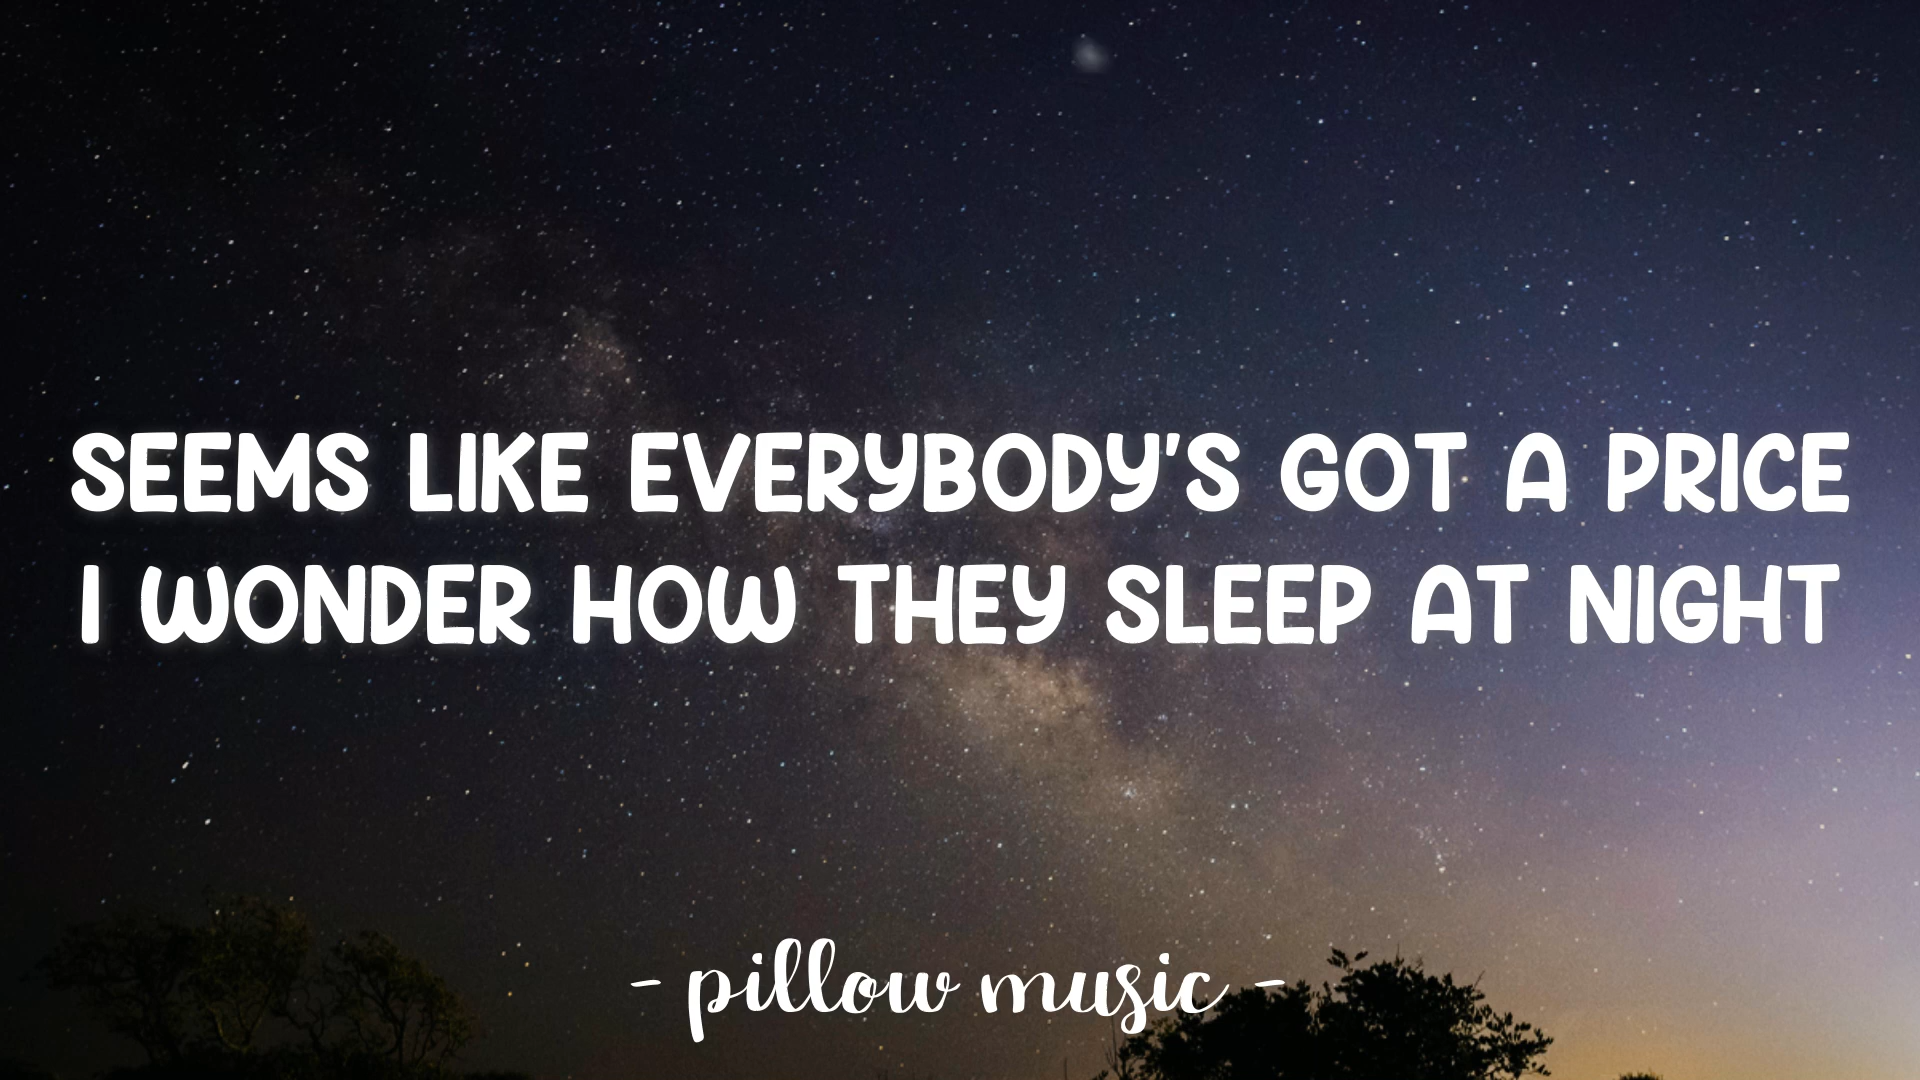 SEEMS LIKE EVERYBODY'S GOT A PRICE
I WONDER HOW THEY SLEEP AT NIGHT
- pillow music -